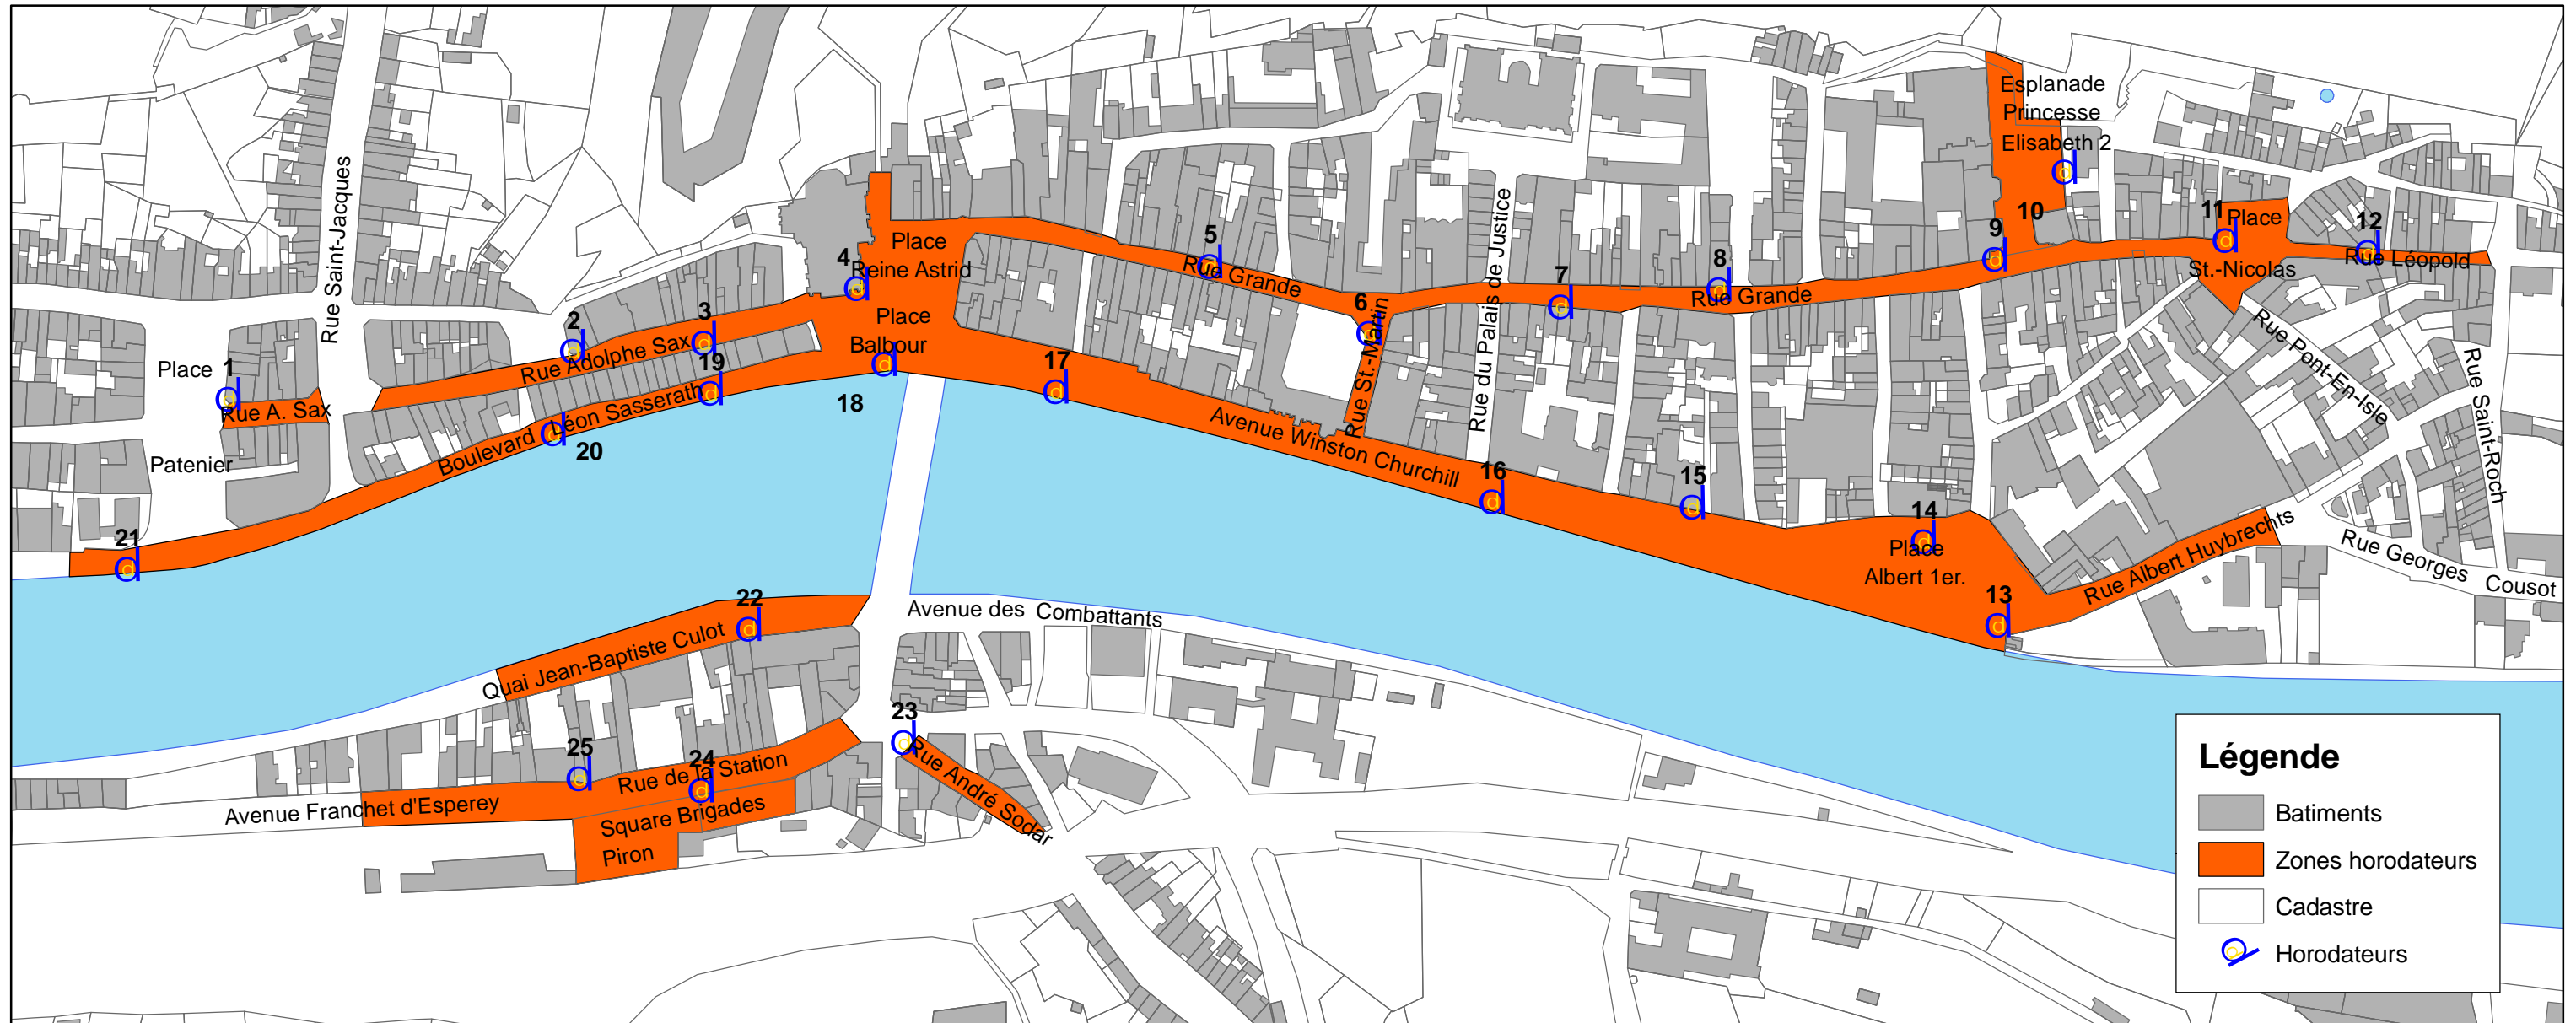 Esplanade
Princesse
Elisabeth 2
Rue Saint-Jacques
Rue du Palais de Justice
10
11
Place
12
5
9
Place
Reine Astrid
4
8
Rue Léopold
St.-Nicolas
Rue Grande
7
Rue Grande
6
Rue St.-Martin
3
2
Place
Balbour
Rue Adolphe Sax
19
17
Place
1
Rue A. Sax
18
Rue Pont-En-Isle
Rue Saint-Roch
Boulevard Léon Sasserath
20
Avenue Winston Churchill
Patenier
16
15
14
21
Place
Albert 1er.
Rue Albert Huybrechts
Rue Georges Cousot
13
22
Avenue des Combattants
Quai Jean-Baptiste Culot
23
25
24
Rue de la Station
Rue André Sodar
Avenue Franchet d'Esperey
Square Brigades
Piron
Légende
Batiments
Zones horodateurs
Cadastre
Horodateurs